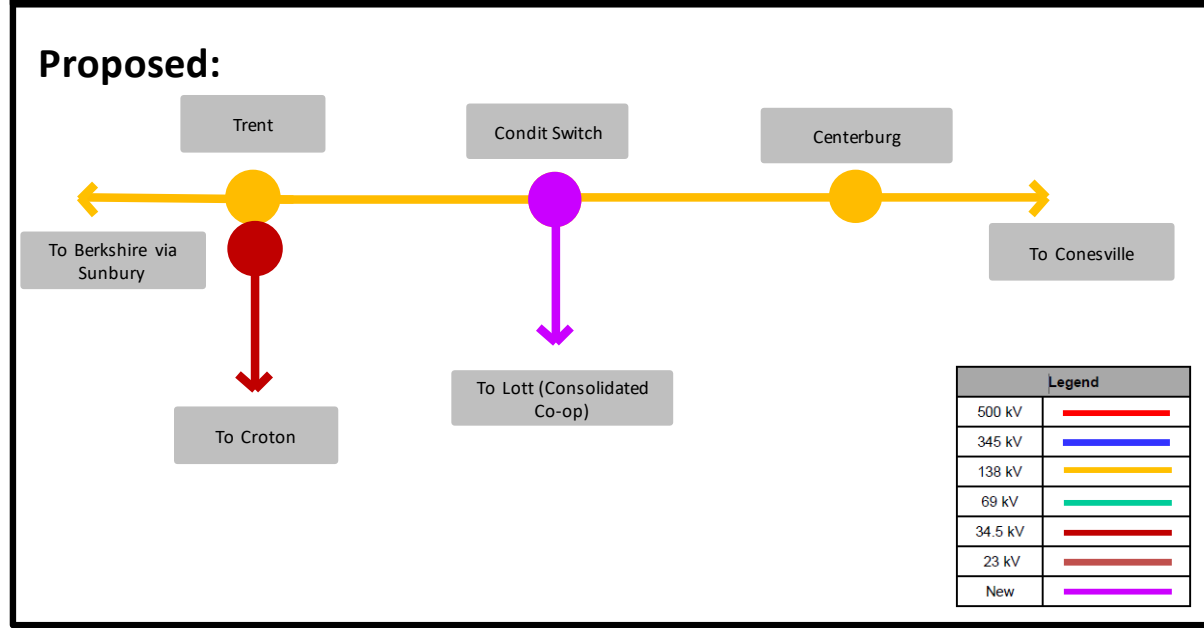 Proposed:
Trent
Condit Switch
Centerburg
To Berkshire via
Sunbury
To Conesville
To Lott (Consolidated
Co-op)
To Croton
Legend
500 kV
345 kV
138 kV
69 kV
34.5 kV
23 kV
New